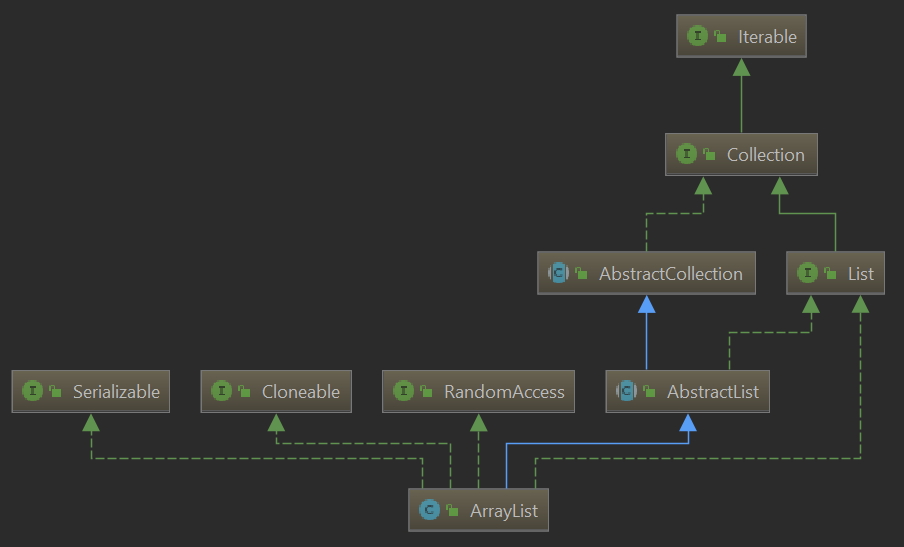 I Iterable
I Collection
C AbstractCollection
I List
I Serializable
I Cloneable
I RandomAccess
C AbstractList
C ArrayList